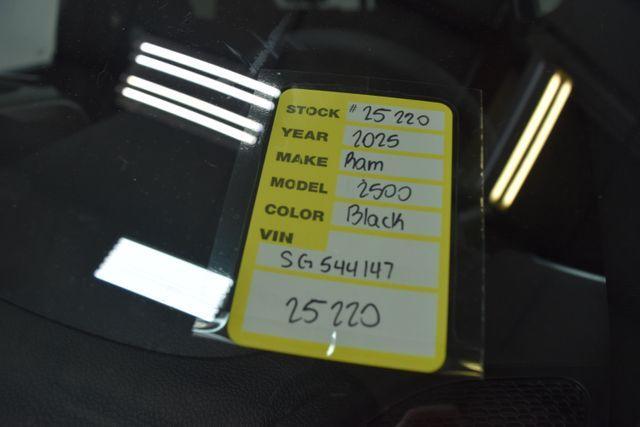 STOCK # 25220
YEAR 2025
MAKE Ram
MODEL 2500
COLOR Black
VIN
SG544147
25220